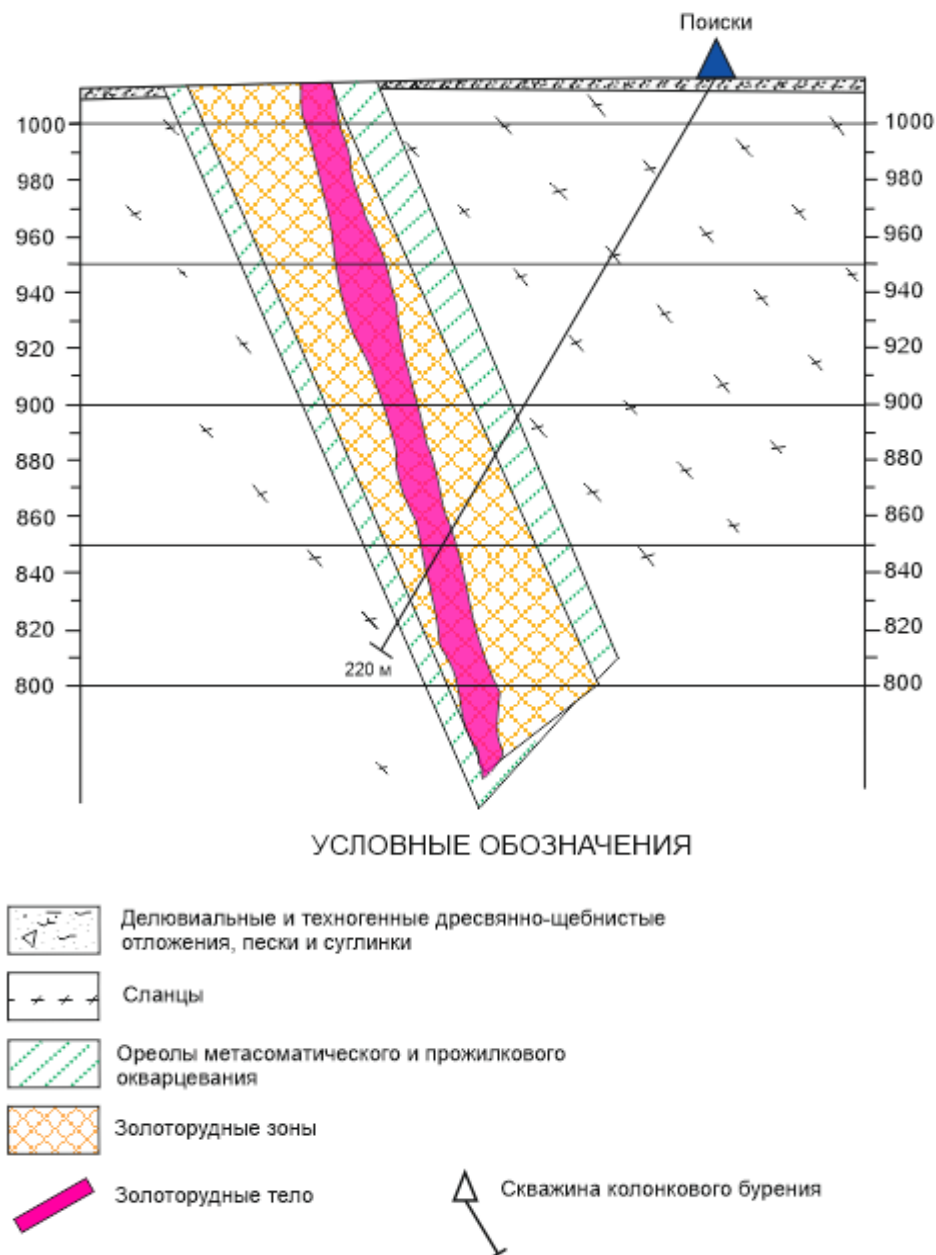 Поиски
1000
1000
980
980
960
960
940
940
920
920
900
900
880
880
860
860
840
840
820
820
220 м
800
800
УСЛОВНЫЕ ОБОЗНАЧЕНИЯ
Делювиальные и техногенные дресвянно-щебнистые
отложения, пески и суглинки
Сланцы
Ореолы метасоматического и прожилкового
окварцевания
Золоторудные зоны
Золоторудные тело
Скважина колонкового бурения